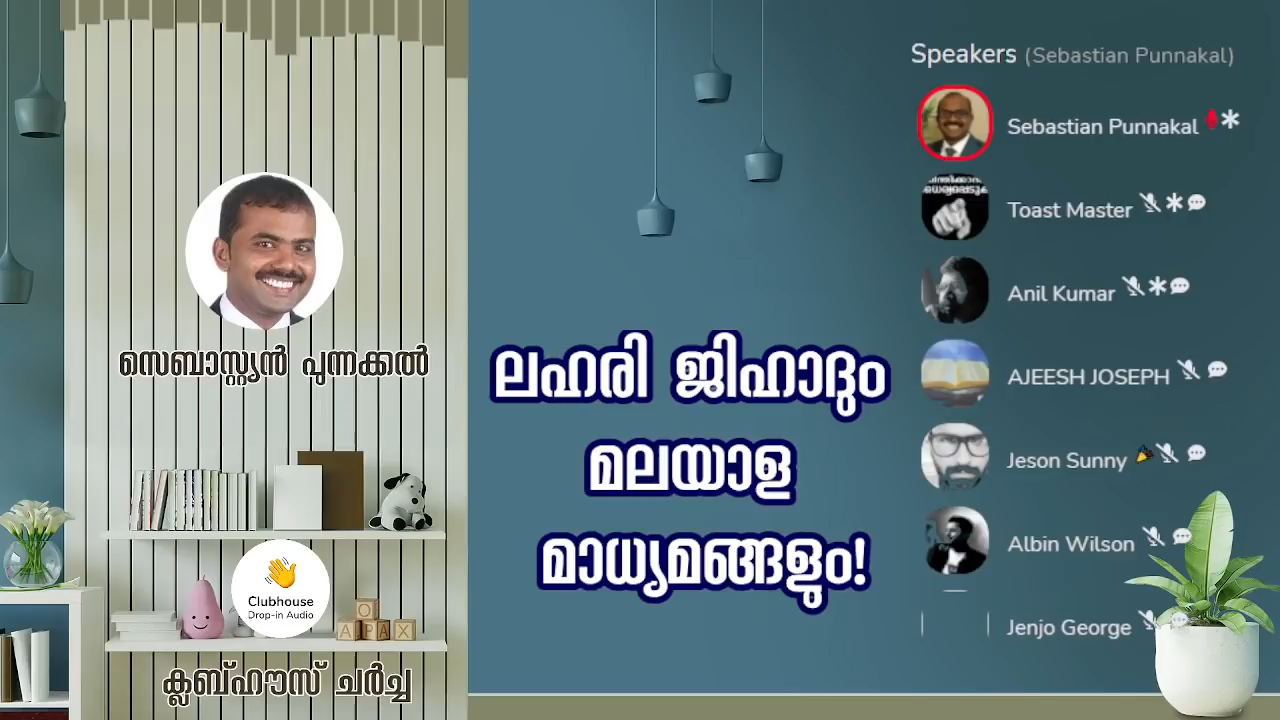 സെബാസ്റ്റ്യൻ പുന്നക്കൽ
Clubhouse
Drop-in Audio
O
A P A X
ക്ലബ്ഹൗസ് ചർച്ച
ലഹരി ജിഹാദും
മലയാള
മാധ്യമങ്ങളും!
Speakers (Sebastian Punnakal)
Sebastian Punnakal
Toast Master
Anil Kumar
AJEESH JOSEPH
Jeson Sunny
Albin Wilson
Jenjo George